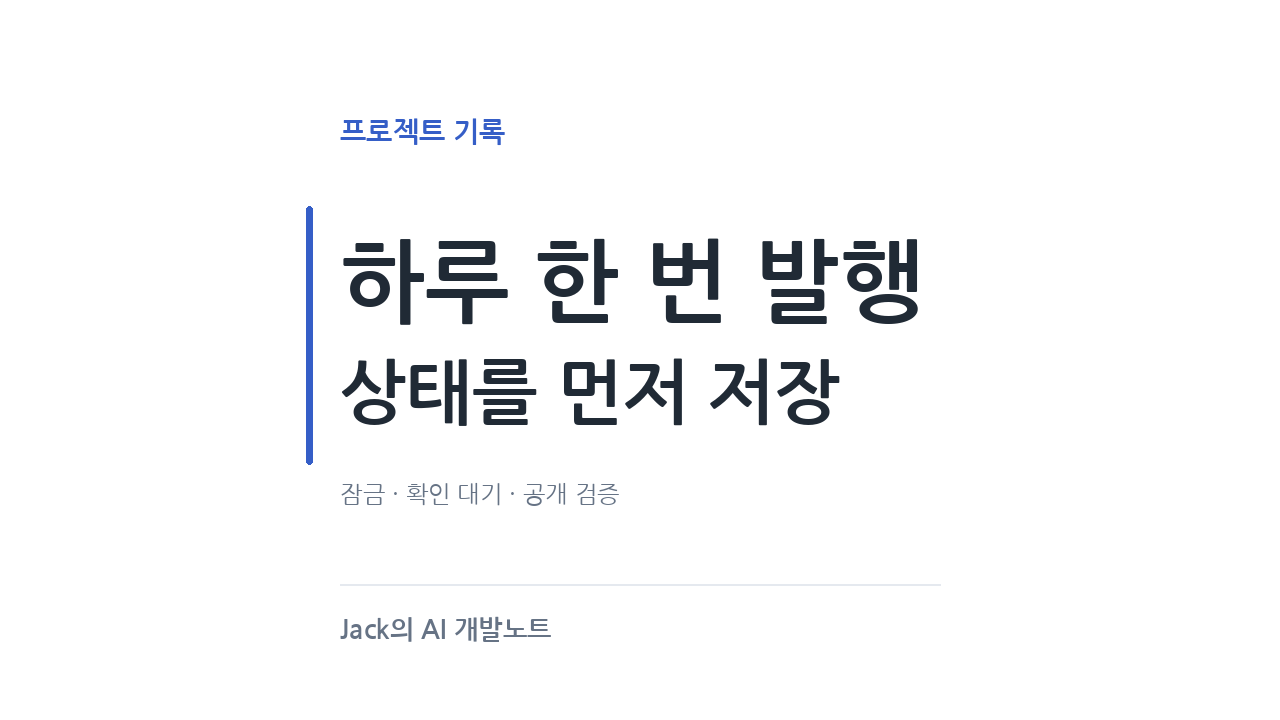 프로젝트 기록
하루 한 번 발행
상태를 먼저 저장
잠금 · 확인 대기 · 공개 검증
Jack의 AI 개발노트